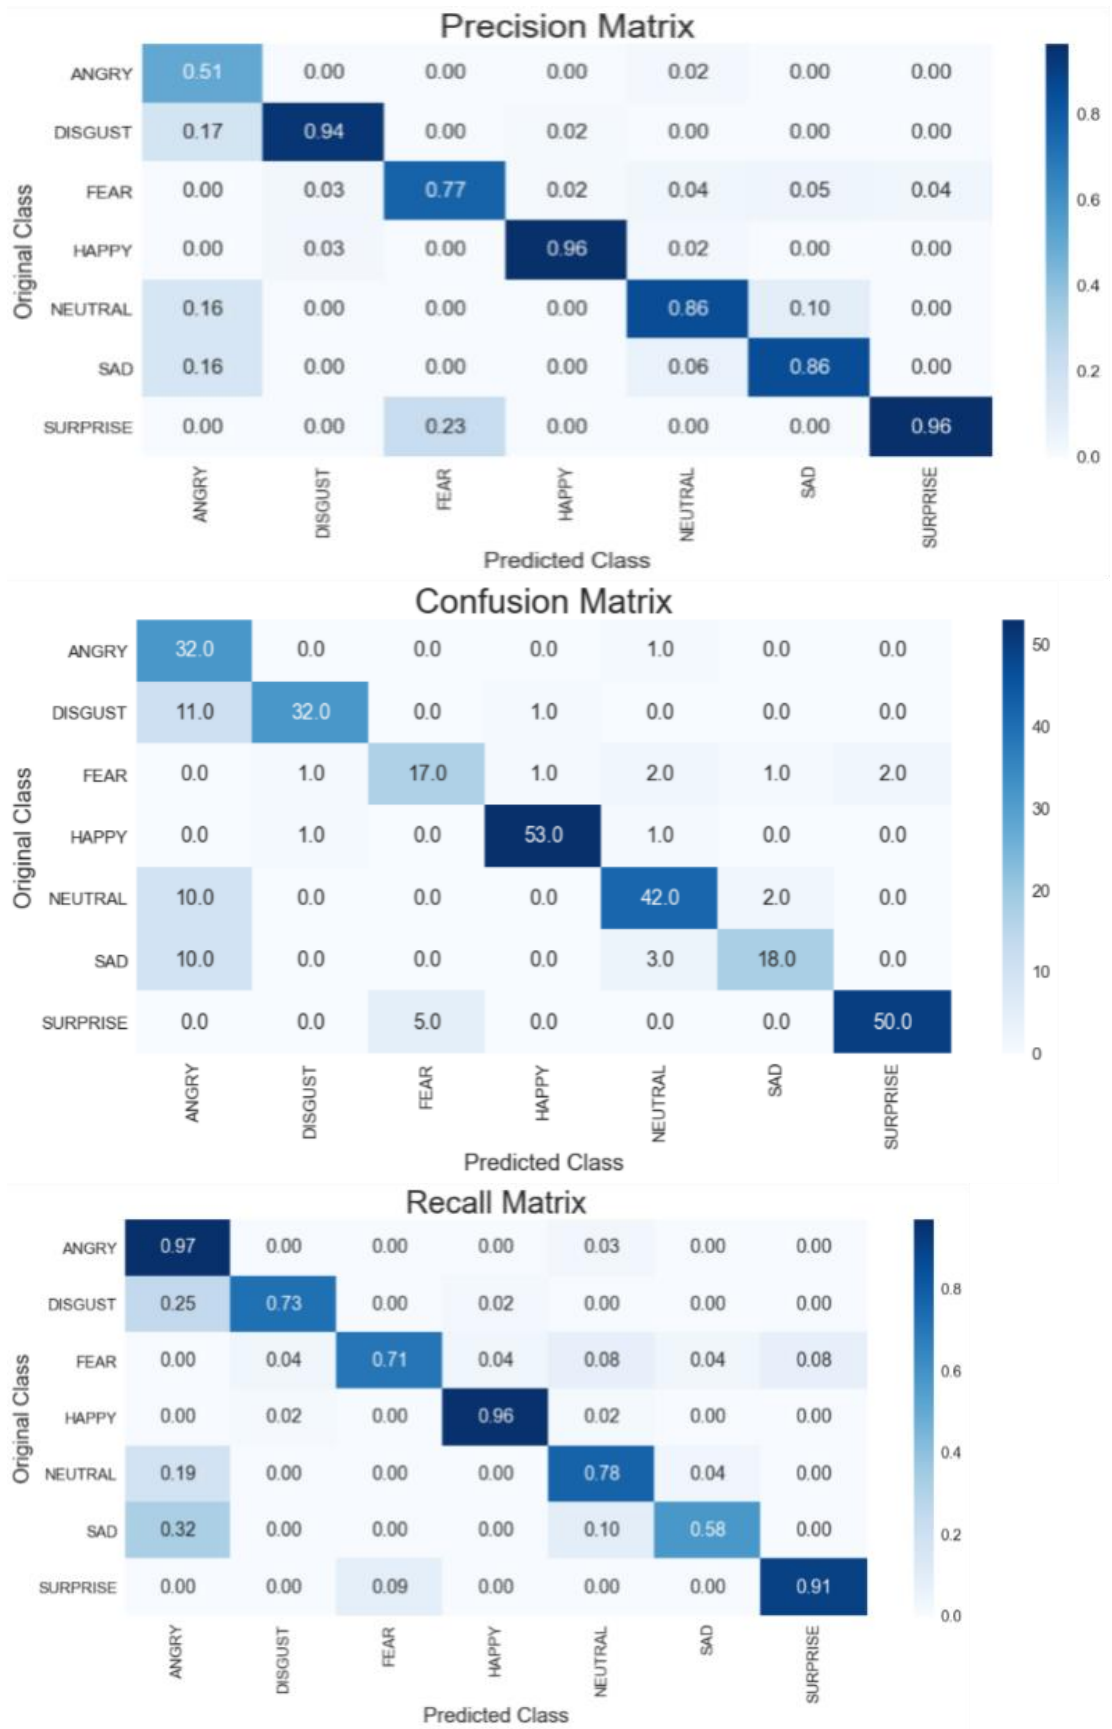 Precision Matrix
ANGRY 0.51 0.00 0.00 0.00 0.02 0.00 0.00
DISGUST 0.17 0.94 0.00 0.02 0.00 0.00 0.00
FEAR 0.00 0.03 0.77 0.02 0.04 0.05 0.04
HAPPY 0.00 0.03 0.00 0.96 0.02 0.00 0.00
NEUTRAL 0.16 0.00 0.00 0.00 0.86 0.10 0.00
SAD 0.16 0.00 0.00 0.00 0.06 0.86 0.00
SURPRISE 0.00 0.00 0.23 0.00 0.00 0.00 0.96
Original Class
ANGRY DISGUST FEAR HAPPY NEUTRAL SAD SURPRISE
Predicted Class
0.8
0.6
0.4
0.2
0.0
Confusion Matrix
ANGRY 32.0 0.0 0.0 0.0 1.0 0.0 0.0
DISGUST 11.0 32.0 0.0 1.0 0.0 0.0 0.0
FEAR 0.0 1.0 17.0 1.0 2.0 1.0 2.0
HAPPY 0.0 1.0 0.0 53.0 1.0 0.0 0.0
NEUTRAL 10.0 0.0 0.0 0.0 42.0 2.0 0.0
SAD 10.0 0.0 0.0 0.0 3.0 18.0 0.0
SURPRISE 0.0 0.0 5.0 0.0 0.0 0.0 50.0
Original Class
ANGRY DISGUST FEAR HAPPY NEUTRAL SAD SURPRISE
Predicted Class
50
40
30
20
10
0
Recall Matrix
ANGRY 0.97 0.00 0.00 0.00 0.03 0.00 0.00
DISGUST 0.25 0.73 0.00 0.02 0.00 0.00 0.00
FEAR 0.00 0.04 0.71 0.04 0.08 0.04 0.08
HAPPY 0.00 0.02 0.00 0.96 0.02 0.00 0.00
NEUTRAL 0.19 0.00 0.00 0.00 0.78 0.04 0.00
SAD 0.32 0.00 0.00 0.00 0.10 0.58 0.00
SURPRISE 0.00 0.00 0.09 0.00 0.00 0.00 0.91
Original Class
ANGRY DISGUST FEAR HAPPY NEUTRAL SAD SURPRISE
Predicted Class
0.8
0.6
0.4
0.2
0.0